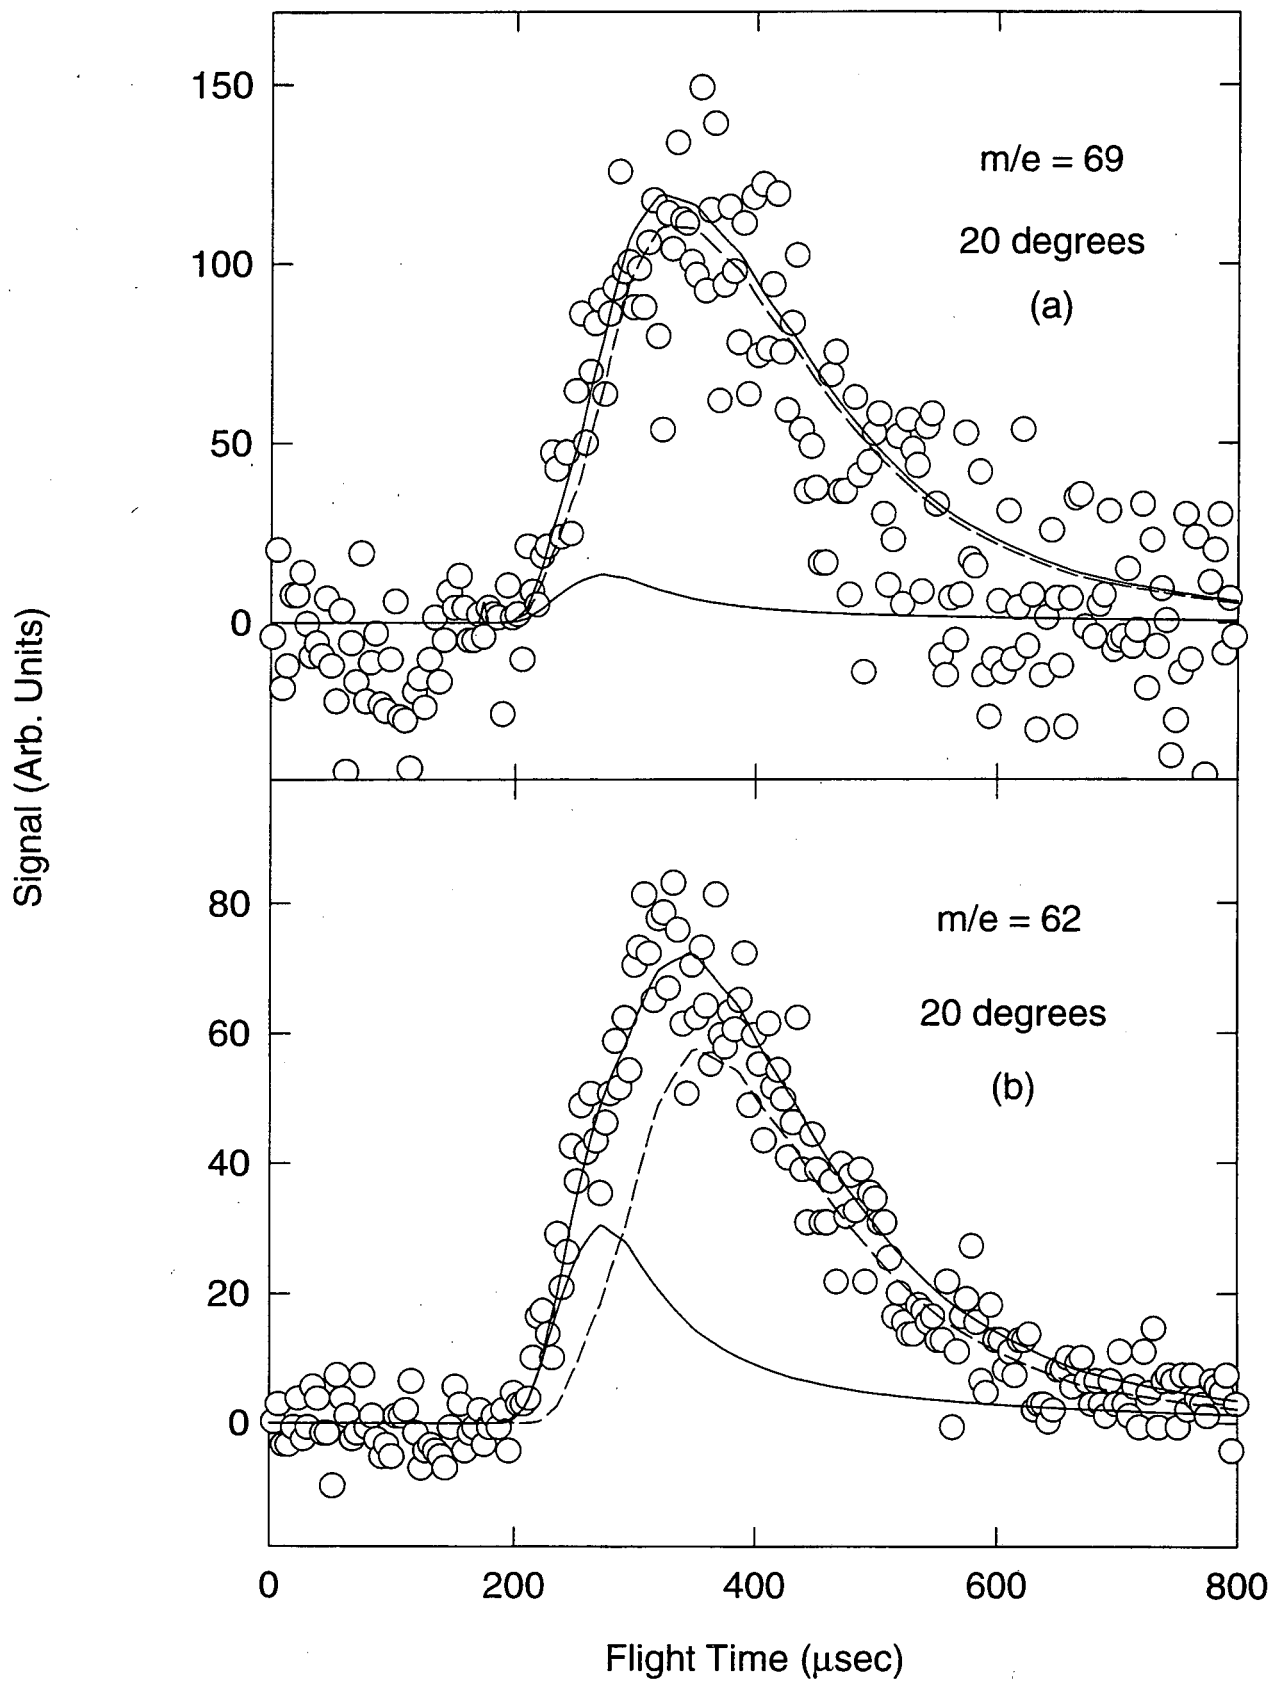 Signal (Arb. Units)
150
100
50
0
m/e = 69
20 degrees
(a)
80
60
40
20
0
m/e = 62
20 degrees
(b)
0 200 400 600 800
Flight Time (μsec)